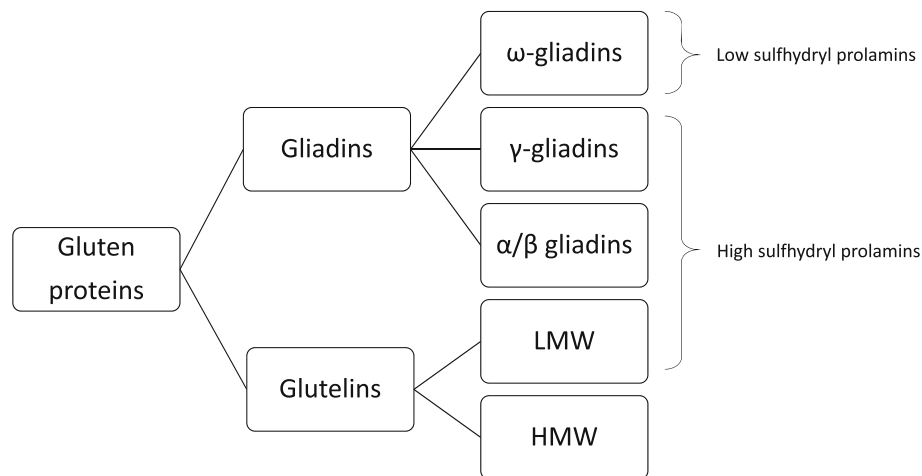 ω-gliadins
Low sulfhydryl prolamins
Gliadins
γ-gliadins
α/β gliadins
Gluten
proteins
High sulfhydryl prolamins
LMW
Glutelins
HMW